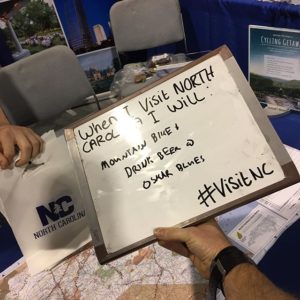 CYCLING GETAWAY
When I Visit NORTH
CAROLINA I Will:
MOUNTAIN BIKE &
DRINK BEER @
OSKAR BLUES
#VisitNC
NC
NORTH CAROLINA